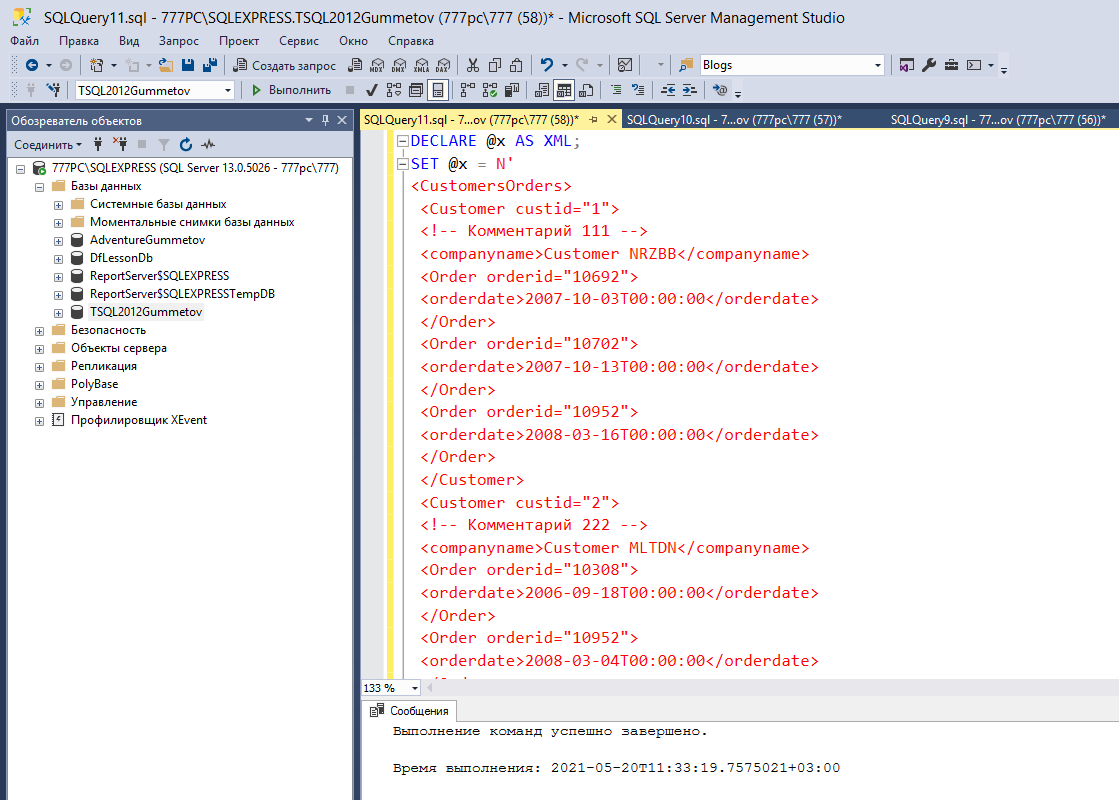 SQLQuery11.sql - 777PC\SQLEXPRESS.TSQL2012Gummetov (777pc\777 (58))* - Microsoft SQL Server Management Studio
Файл Правка Вид Запрос Проект Сервис Окно Справка
Создать запрос MDX DMX XMLA DAX Blogs
TSQL2012Gummetov Выполнить
Обозреватель объектов
Соединить
777PC\SQLEXPRESS (SQL Server 13.0.5026 - 777pc\777)
Базы данных
Системные базы данных
Моментальные снимки базы данных
AdventureGummetov
DfLessonDb
ReportServer$SQLEXPRESS
ReportServer$SQLEXPRESSTempDB
TSQL2012Gummetov
Безопасность
Объекты сервера
Репликация
PolyBase
Управление
Профилировщик XEvent
SQLQuery11.sql - 7...ov (777pc\777 (58))* SQLQuery10.sql - 7...ov (777pc\777 (57))* SQLQuery9.sql - 7...ov (777pc\777 (56))*
DECLARE @x AS XML;
SET @x = N'
<CustomersOrders>
<Customer custid="1">
<!-- Комментарий 111 -->
<companyname>Customer NRZBB</companyname>
<Order orderid="10692">
<orderdate>2007-10-03T00:00:00</orderdate>
</Order>
<Order orderid="10702">
<orderdate>2007-10-13T00:00:00</orderdate>
</Order>
<Order orderid="10952">
<orderdate>2008-03-16T00:00:00</orderdate>
</Order>
</Customer>
<Customer custid="2">
<!-- Комментарий 222 -->
<companyname>Customer MLTDN</companyname>
<Order orderid="10308">
<orderdate>2006-09-18T00:00:00</orderdate>
</Order>
<Order orderid="10952">
<orderdate>2008-03-04T00:00:00</orderdate>
133 %
Сообщения
Выполнение команд успешно завершено.
Время выполнения: 2021-05-20T11:33:19.7575021+03:00